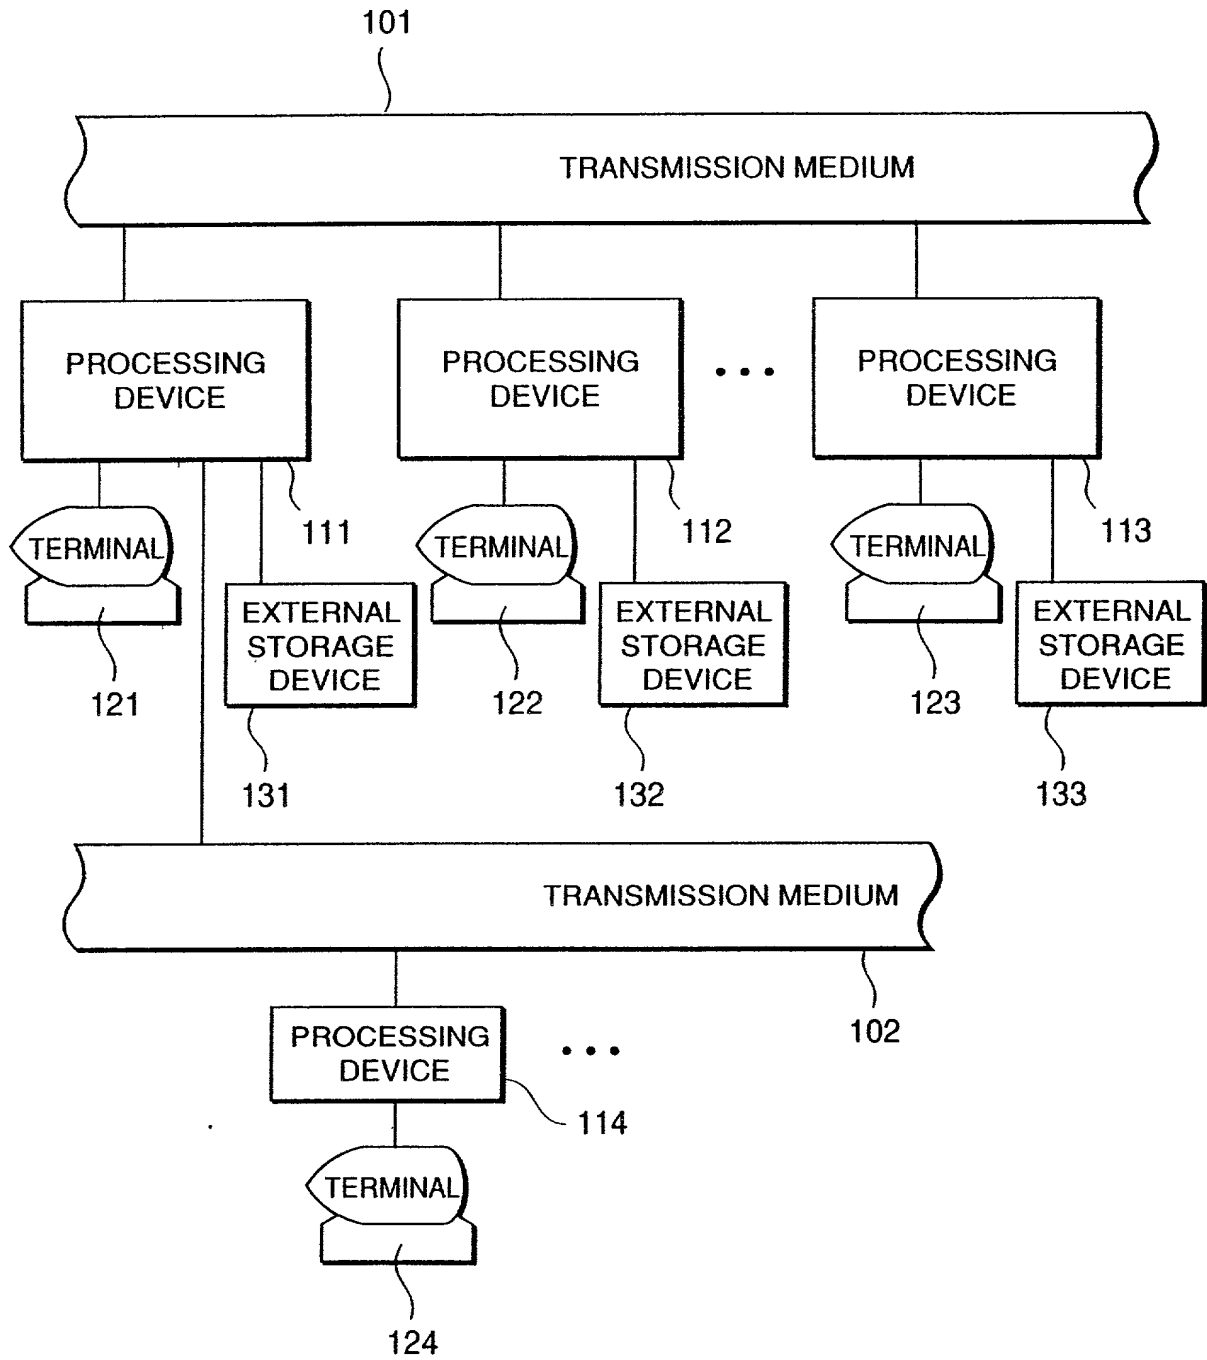 101
TRANSMISSION MEDIUM
PROCESSING
DEVICE
PROCESSING
DEVICE
PROCESSING
DEVICE
111
112
113
TERMINAL
TERMINAL
TERMINAL
EXTERNAL
STORAGE
DEVICE
EXTERNAL
STORAGE
DEVICE
EXTERNAL
STORAGE
DEVICE
121
122
123
131
132
133
TRANSMISSION MEDIUM
102
PROCESSING
DEVICE
114
TERMINAL
124